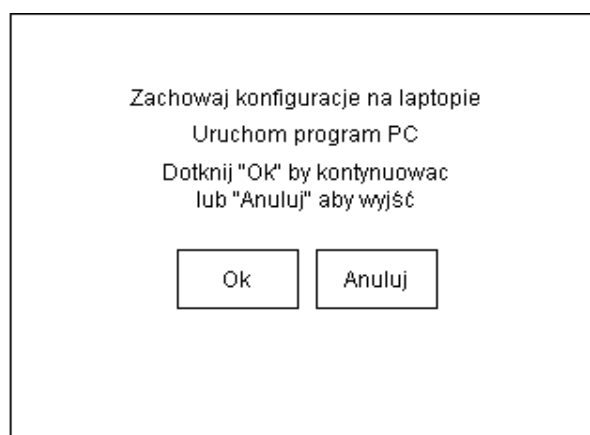 Zachowaj konfiguracje na laptopie
Uruchom program PC
Dotknij "Ok" by kontynuowac
lub "Anuluj" aby wyjść
Ok
Anuluj